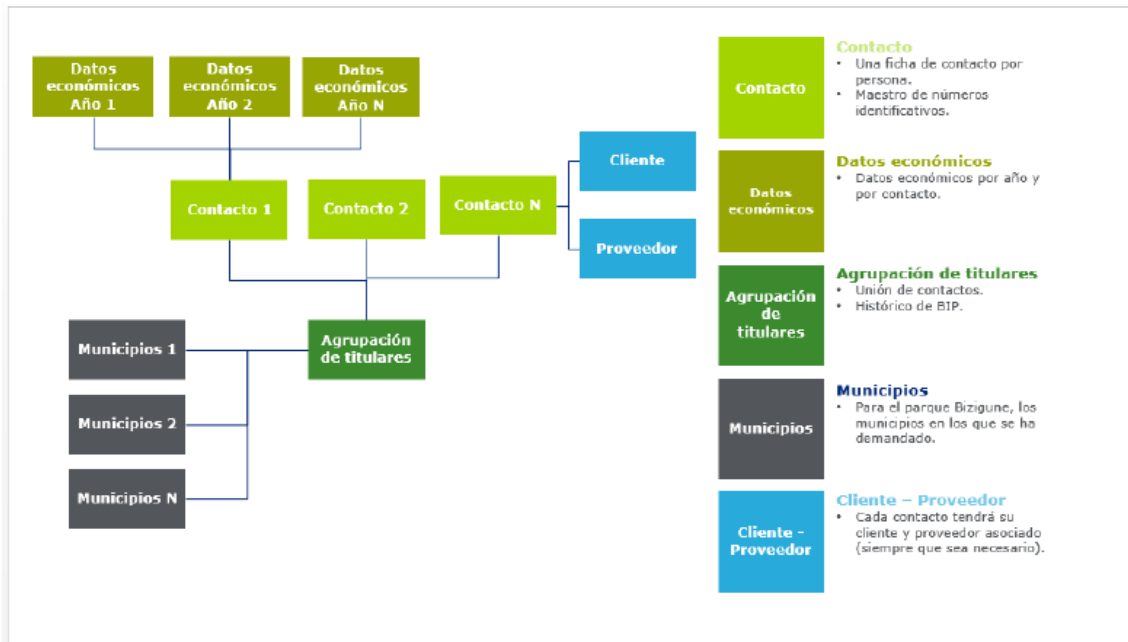 Datos
económicos
Año 1
Datos
económicos
Año 2
Datos
económicos
Año N
Contacto 1
Contacto 2
Contacto N
Cliente
Proveedor
Agrupación
de titulares
Municipios 1
Municipios 2
Municipios N
Contacto
Contacto
• Una ficha de contacto por
persona.
• Maestro de números
identificativos.
Datos
económicos
Datos económicos
• Datos económicos por año y
por contacto.
Agrupación
de
titulares
Agrupación de titulares
• Unión de contactos.
• Histórico de BIP.
Municipios
Municipios
• Para el parque Bizigune, los
municipios en los que se ha
demandado.
Cliente -
Proveedor
Cliente – Proveedor
• Cada contacto tendrá su
cliente y proveedor asociado
(siempre que sea necesario).